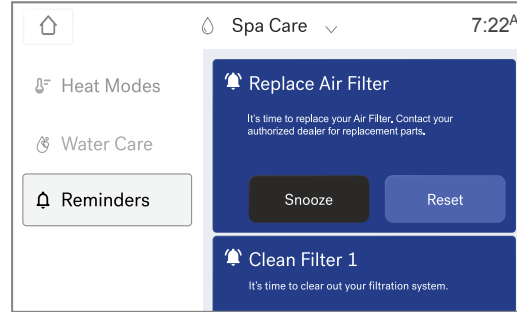 Spa Care
7:22A
Heat Modes
Water Care
Reminders
Replace Air Filter
It's time to replace your Air Filter. Contact your
authorized dealer for replacement parts.
Snooze
Reset
Clean Filter 1
It's time to clear out your filtration system.